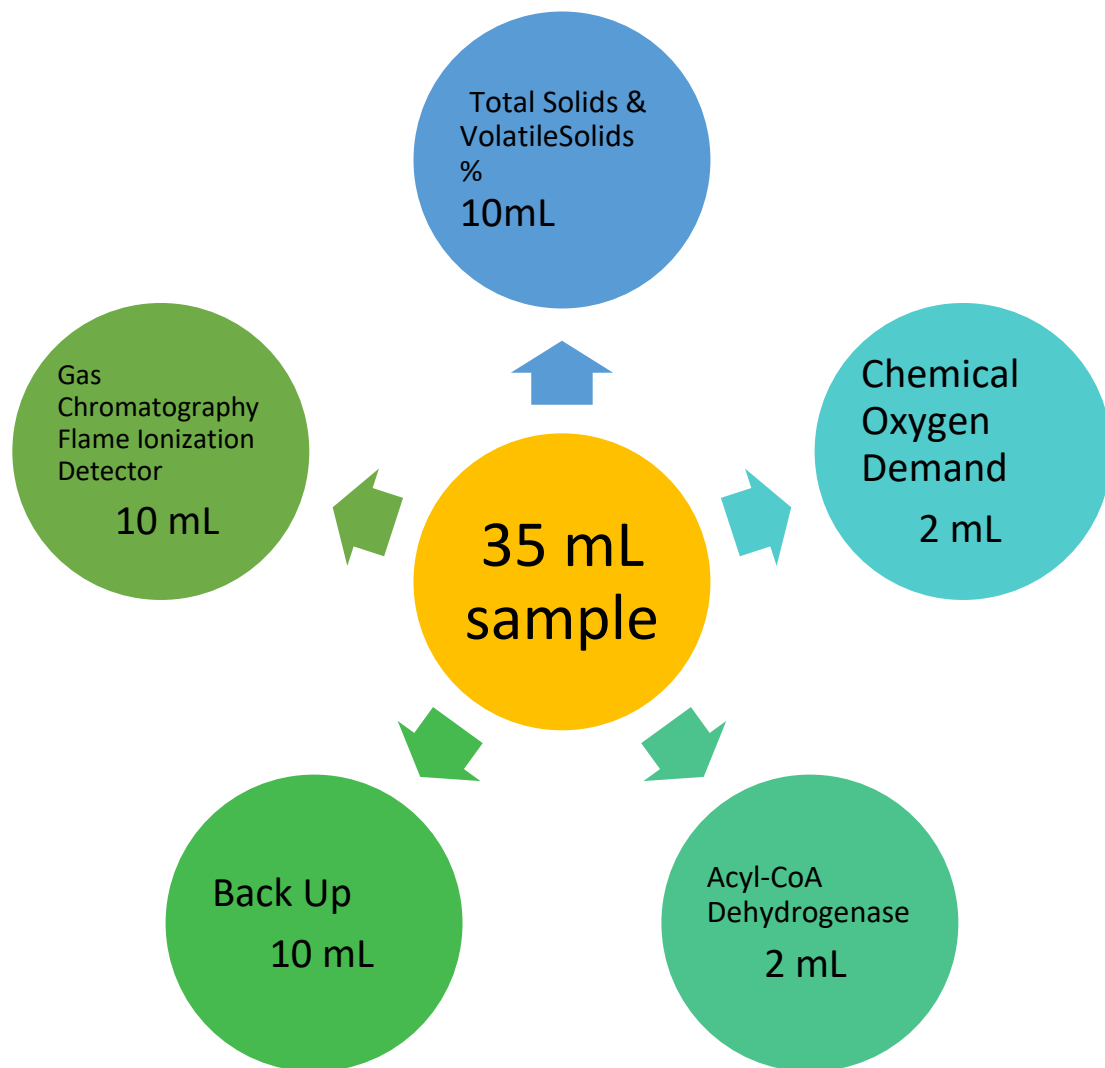 Total Solids &
VolatileSolids
%
10mL
Chemical
Oxygen
Demand
2 mL
Acyl-CoA
Dehydrogenase
2 mL
Back Up
10 mL
Gas
Chromatography
Flame Ionization
Detector
10 mL
35 mL
sample